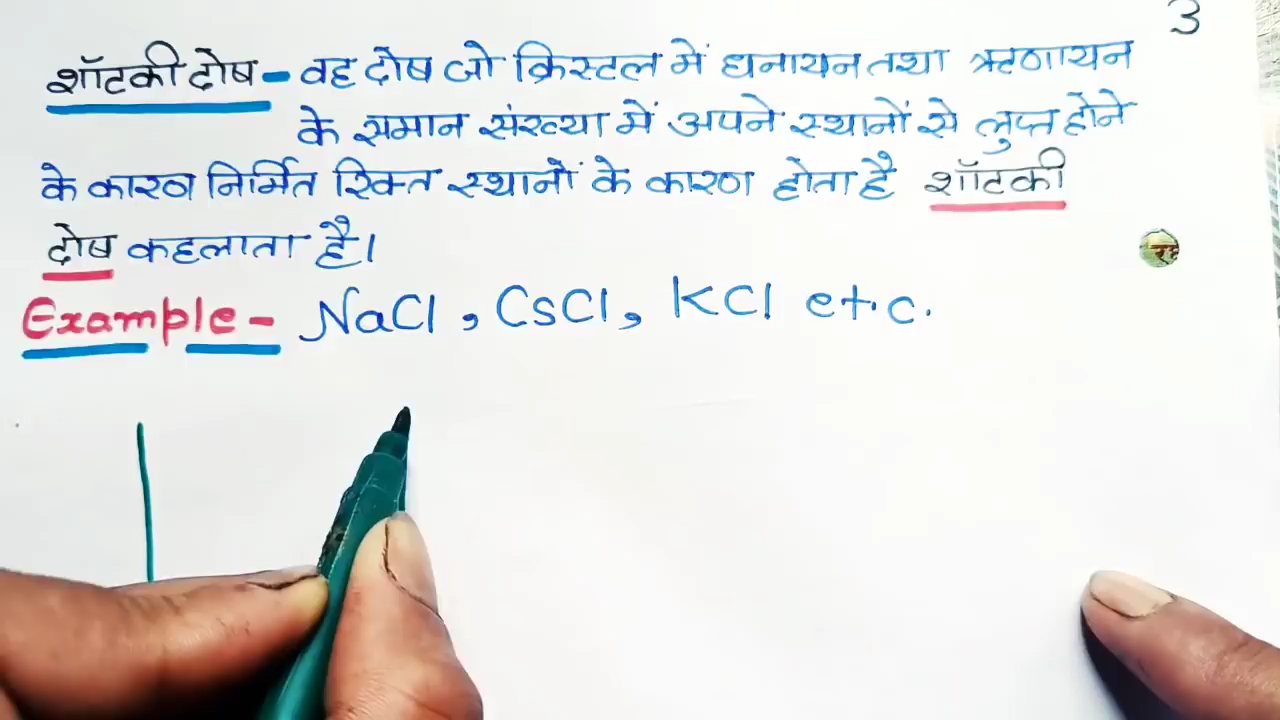 3
शॉटकी दोष - वह दोष जो क्रिस्टल में धनायन तथा ऋणायन
के समान संख्या में अपने स्थानों से लुप्त होने
के कारण निर्मित रिक्त स्थानों के कारण होता है शॉटकी
दोष कहलाता है।
Example - NaCl, CsCl, KCl etc.